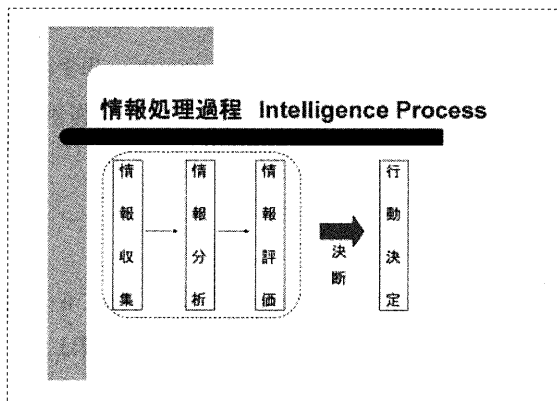 情報処理過程 Intelligence Process
情報収集
情報分析
情報評価
決断
行動決定